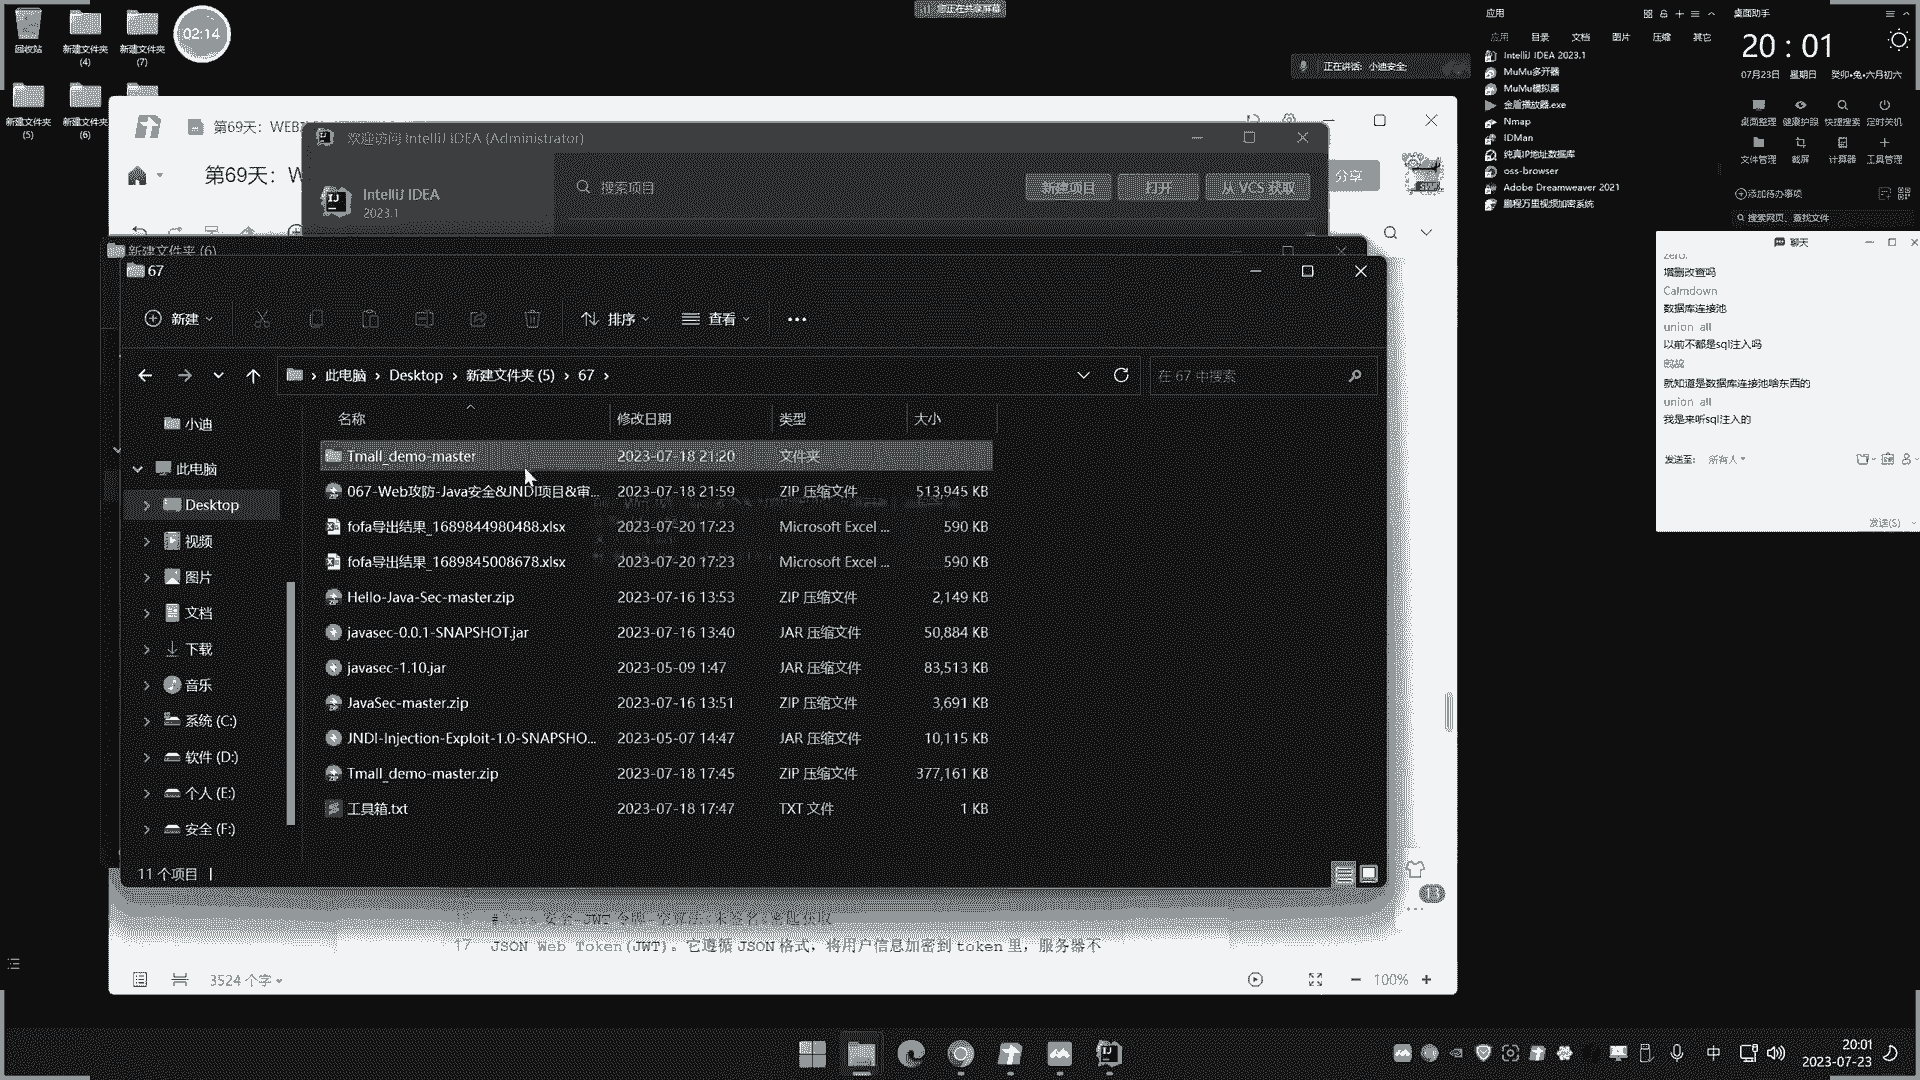 您正在共享屏幕
回收站
新建文件夹 (4)
新建文件夹 (7)
02:14
新建文件夹 (5)
新建文件夹 (6)
正在讲话: 小迪安全
应用
应用 目录 文档 图片 压缩 其它
IntelliJ IDEA 2023.1
MuMu多开器
MuMu模拟器
金盾播放器.exe
Nmap
IDMan
纯真IP地址数据库
oss-browser
Adobe Dreamweaver 2021
鹏程万里视频加密系统
桌面助手
20 : 01
07月23日 星期日 癸卯•兔•六月初六
桌面整理 健康护眼 快捷搜索 定时关机
文件管理 截屏 计算器 工具管理
添加待办事项
搜索网页、查找文件
聊天
zero.
增删改查吗
Calmdown
数据库连接池
union all
以前不都是sql注入吗
就知道是数据库连接池啥东西的
union all
我是来听sql注入的
发送至: 所有人
发送(S)
第69天: WEB
第69天: W
分享
欢迎访问 IntelliJ IDEA (Administrator)
IntelliJ IDEA
2023.1
搜索项目
新建项目 打开 从 VCS 获取
新建文件夹 (6)
67
新建 排序 查看
此电脑 › Desktop › 新建文件夹 (5) › 67 ›
在 67 中搜索
小迪
此电脑
Desktop
视频
图片
文档
下载
音乐
系统 (C:)
软件 (D:)
个人 (E:)
安全 (F:)
名称 修改日期 类型 大小
Tmall_demo-master 2023-07-18 21:20 文件夹
067-Web攻防-Java安全&JNDI项目&审... 2023-07-18 21:59 ZIP 压缩文件 513,945 KB
fofa导出结果_1689844980488.xlsx 2023-07-20 17:23 Microsoft Excel ... 590 KB
fofa导出结果_1689845008678.xlsx 2023-07-20 17:23 Microsoft Excel ... 590 KB
Hello-Java-Sec-master.zip 2023-07-16 13:53 ZIP 压缩文件 2,149 KB
javasec-0.0.1-SNAPSHOT.jar 2023-07-16 13:40 JAR 压缩文件 50,884 KB
javasec-1.10.jar 2023-05-09 1:47 JAR 压缩文件 83,513 KB
JavaSec-master.zip 2023-07-16 13:51 ZIP 压缩文件 3,691 KB
JNDI-Injection-Exploit-1.0-SNAPSHO... 2023-05-07 14:47 JAR 压缩文件 10,115 KB
Tmall_demo-master.zip 2023-07-18 17:45 ZIP 压缩文件 377,161 KB
工具箱.txt 2023-07-18 17:47 TXT 文件 1 KB
11 个项目
13
17 JSON Web Token(JWT)。它遵循 JSON 格式，将用户信息加密到 token 里，服务器不
3524 个字
100%
中
20:01
2023-07-23